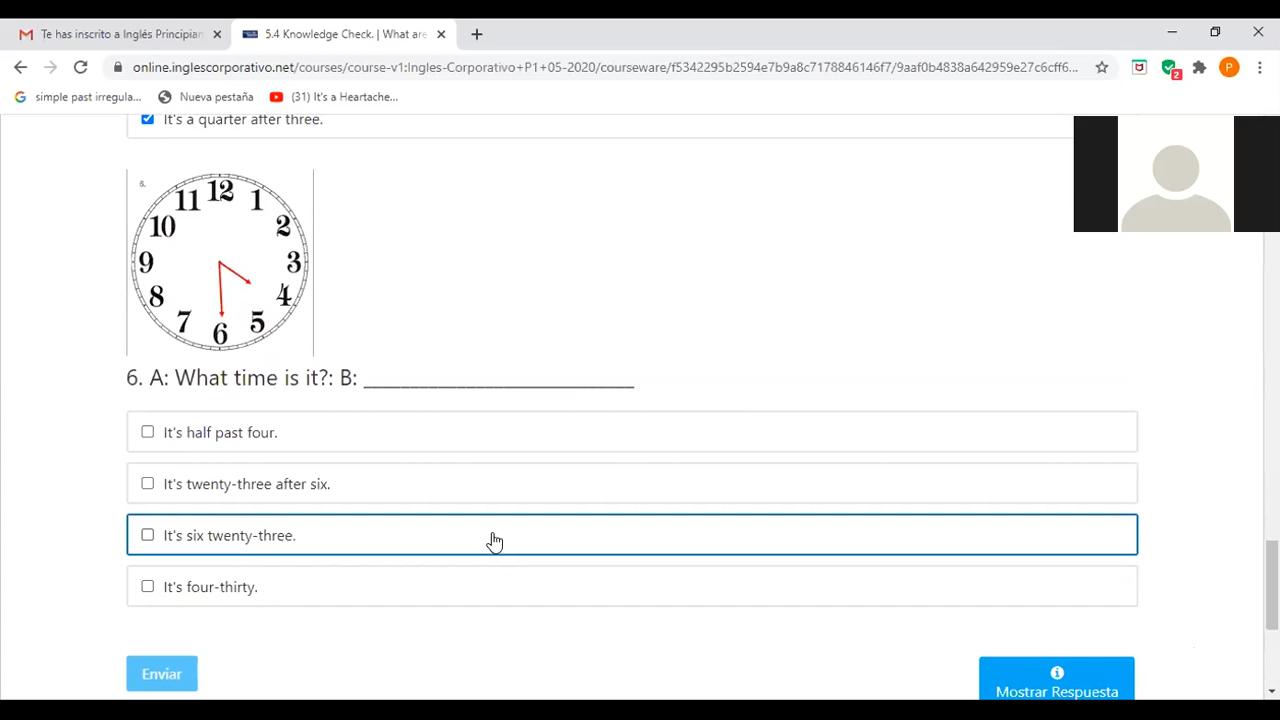 Te has inscrito a Inglés Principian
5.4 Knowledge Check. | What are
online.inglescorporativo.net/courses/course-v1:Ingles-Corporativo+P1+05-2020/courseware/f5342295b2594e7b9a8c7178846146f7/9aaf0b4838a642959e27c6cff6...
2
P
simple past irregula...
Nueva pestaña
(31) It's a Heartache...
It's a quarter after three.
6.
12
11
1
10
2
9
3
8
4
7
5
6
6. A: What time is it?: B: ___________________________
It's half past four.
It's twenty-three after six.
It's six twenty-three.
It's four-thirty.
Enviar
Mostrar Respuesta